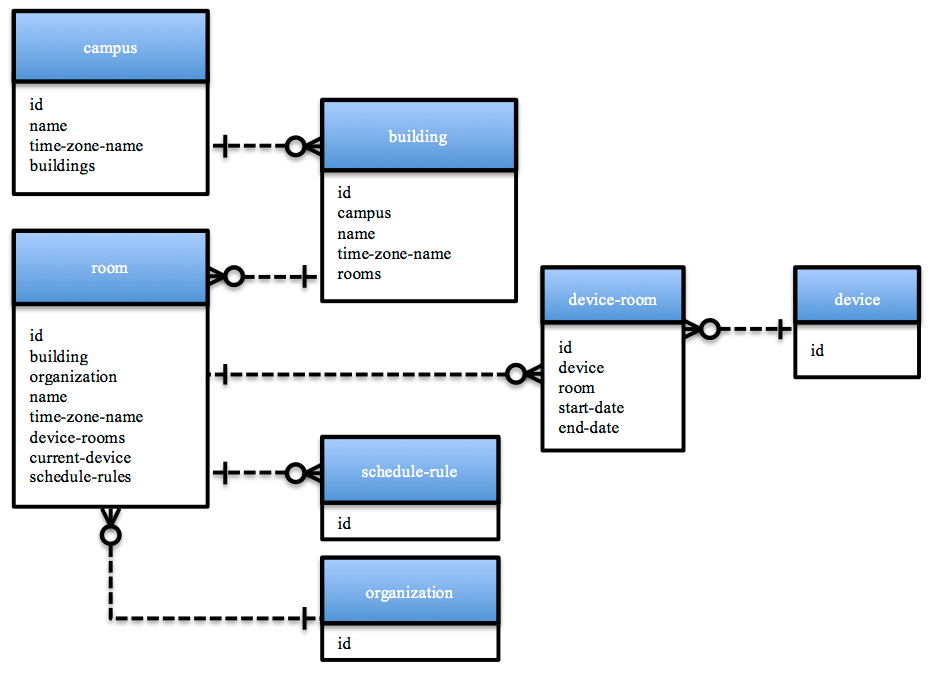 campus
id
name
time-zone-name
buildings
building
id
campus
name
time-zone-name
rooms
room
id
building
organization
name
time-zone-name
device-rooms
current-device
schedule-rules
device-room
id
device
room
start-date
end-date
device
id
schedule-rule
id
organization
id